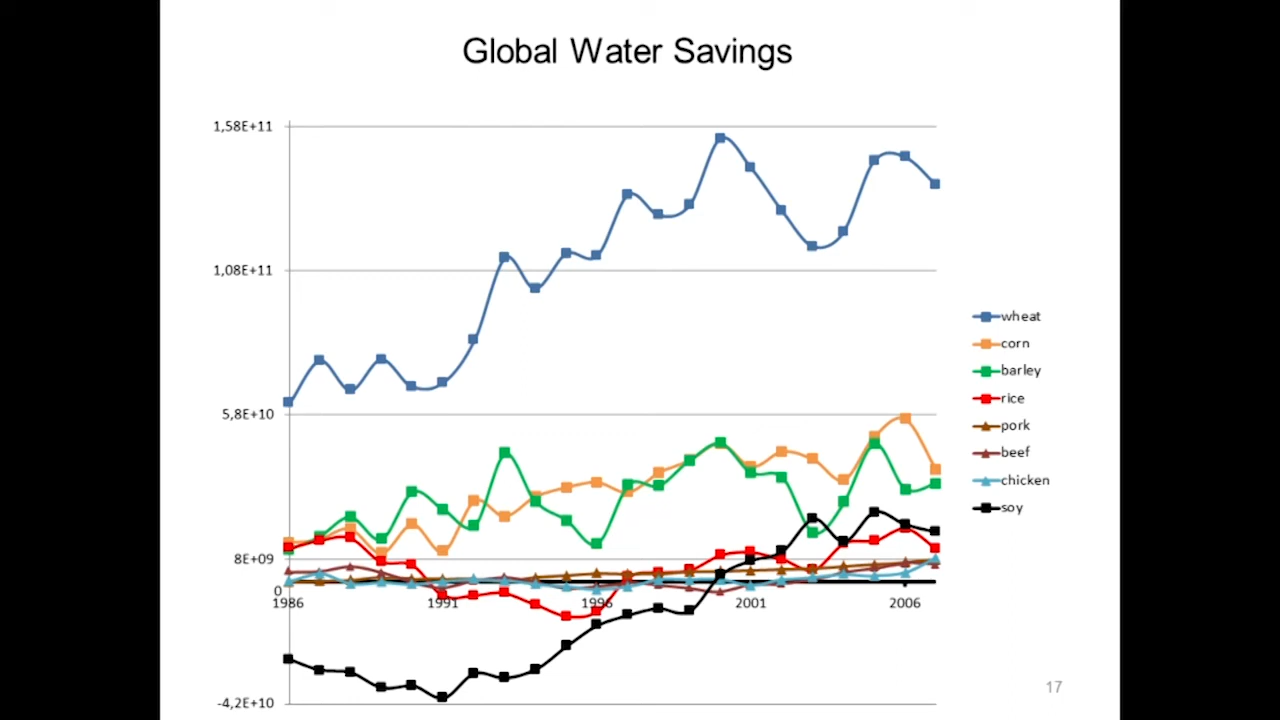 Global Water Savings
1,58E+11
1,08E+11
5,8E+10
8E+09
0
-4,2E+10
1986
1991
1996
2001
2006
wheat
corn
barley
rice
pork
beef
chicken
soy
17